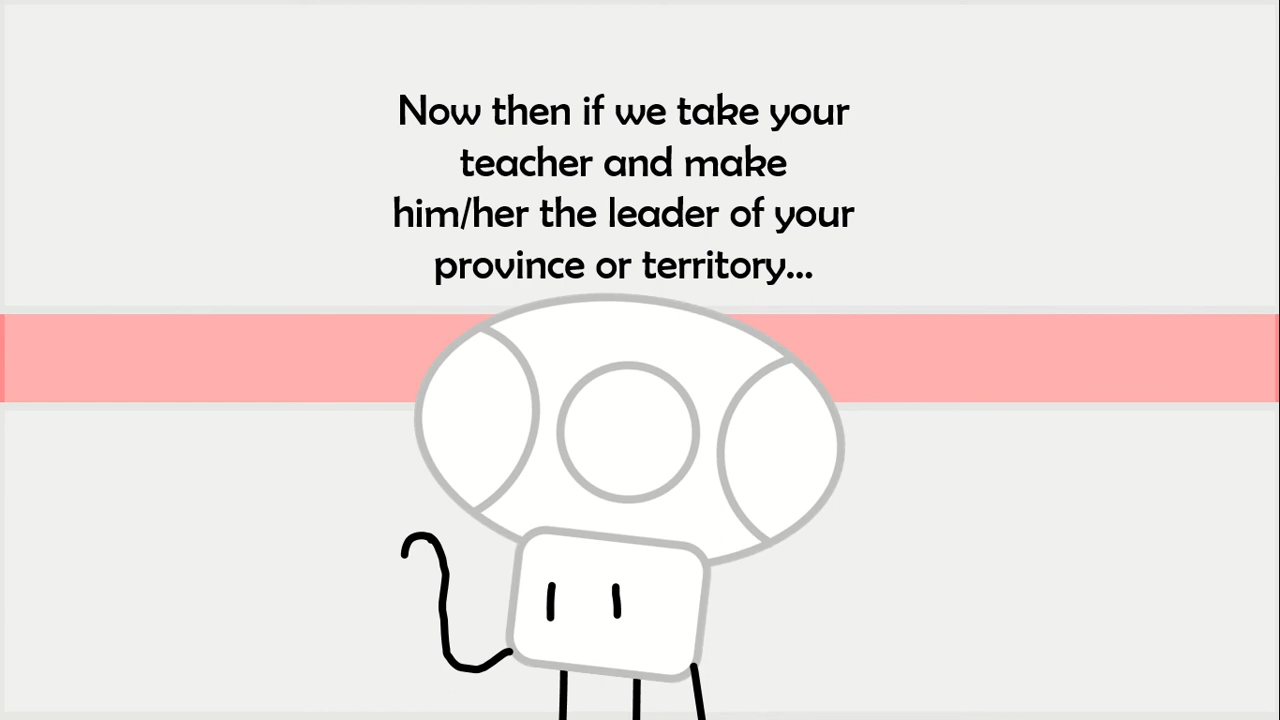 Now then if we take your
teacher and make
him/her the leader of your
province or territory...